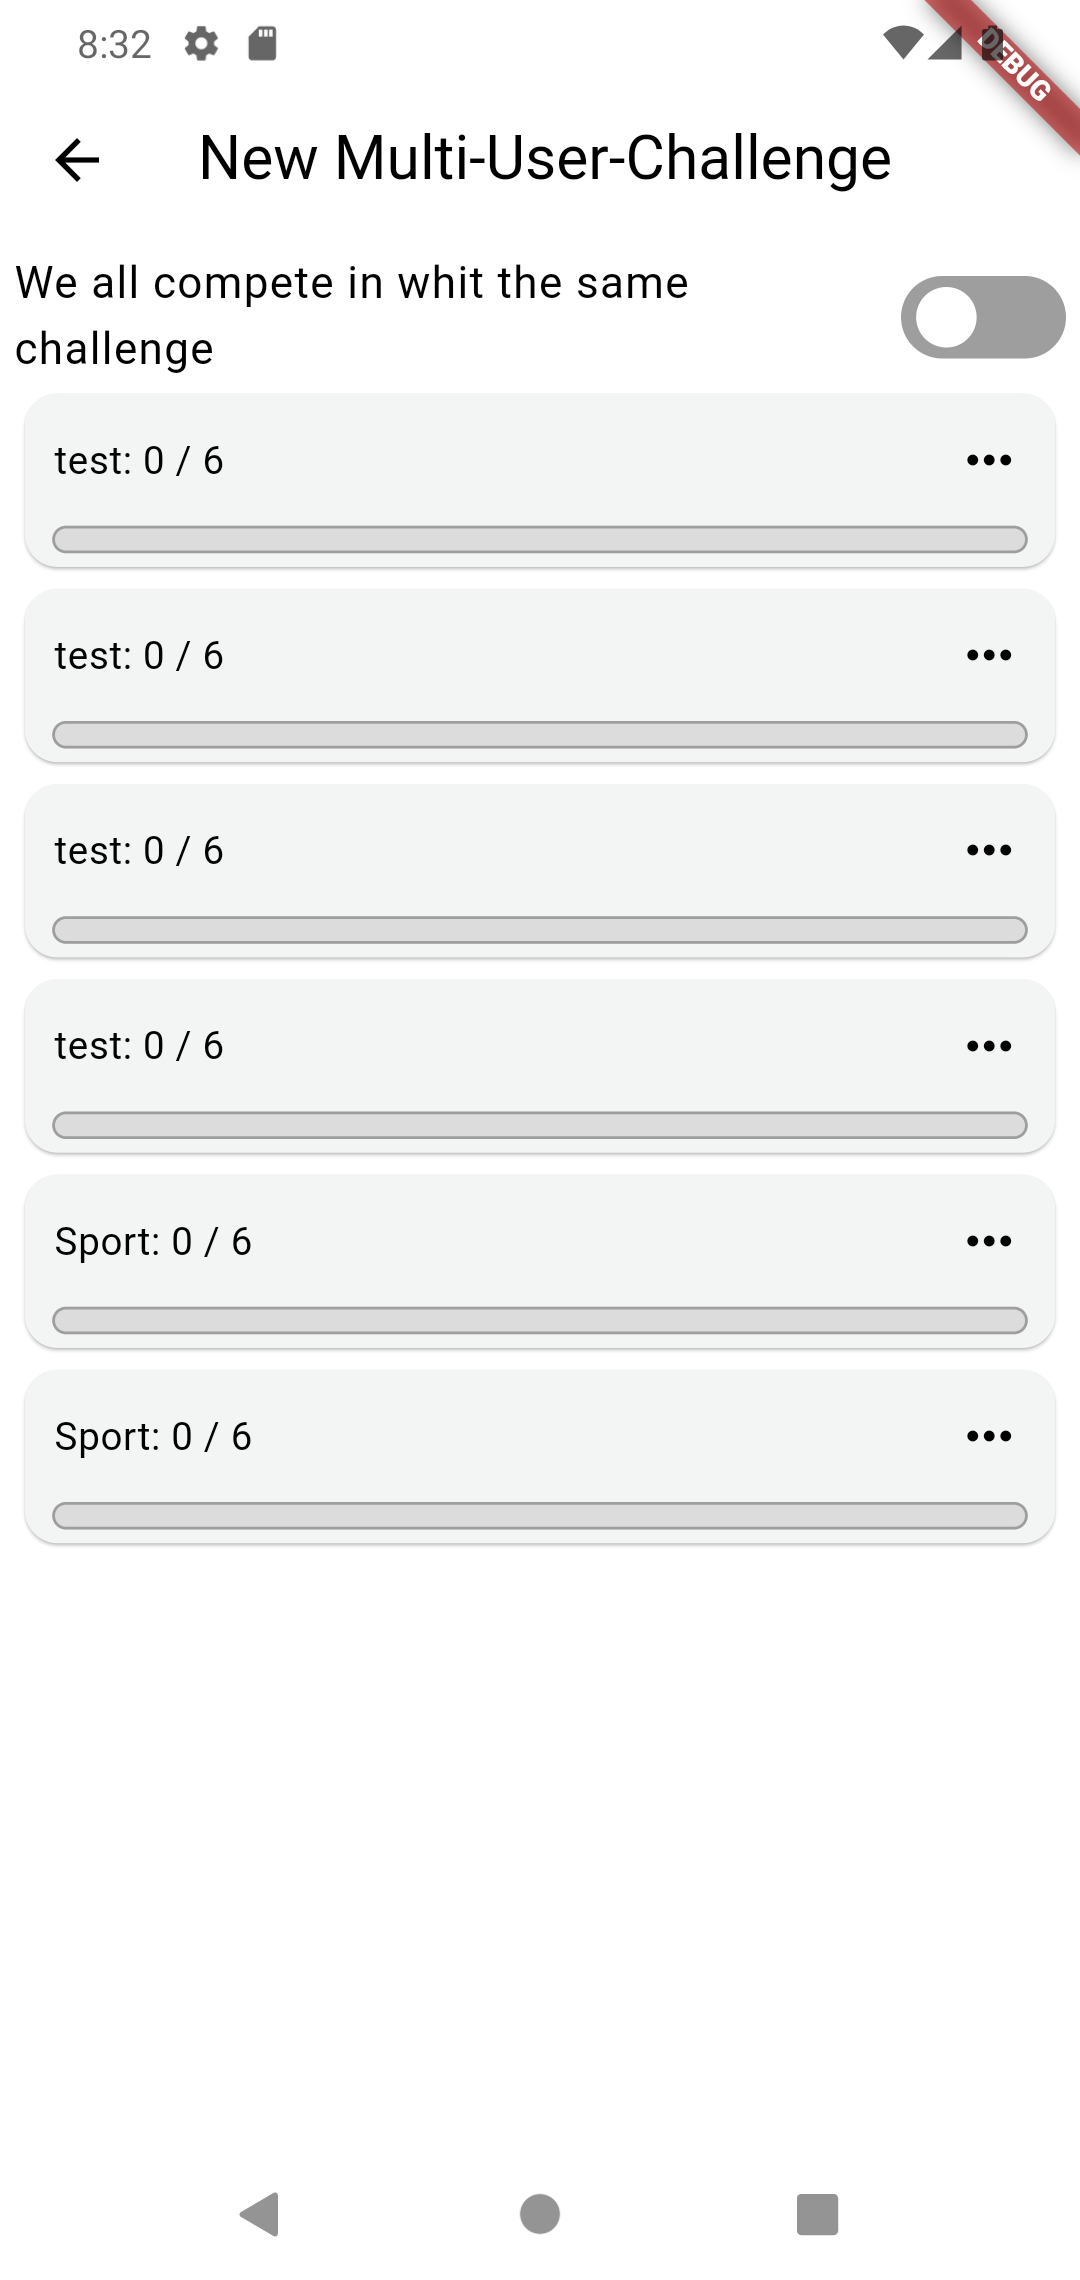 8:32
DEBUG
New Multi-User-Challenge
We all compete in whit the same
challenge
test: 0 / 6
test: 0 / 6
test: 0 / 6
test: 0 / 6
Sport: 0 / 6
Sport: 0 / 6